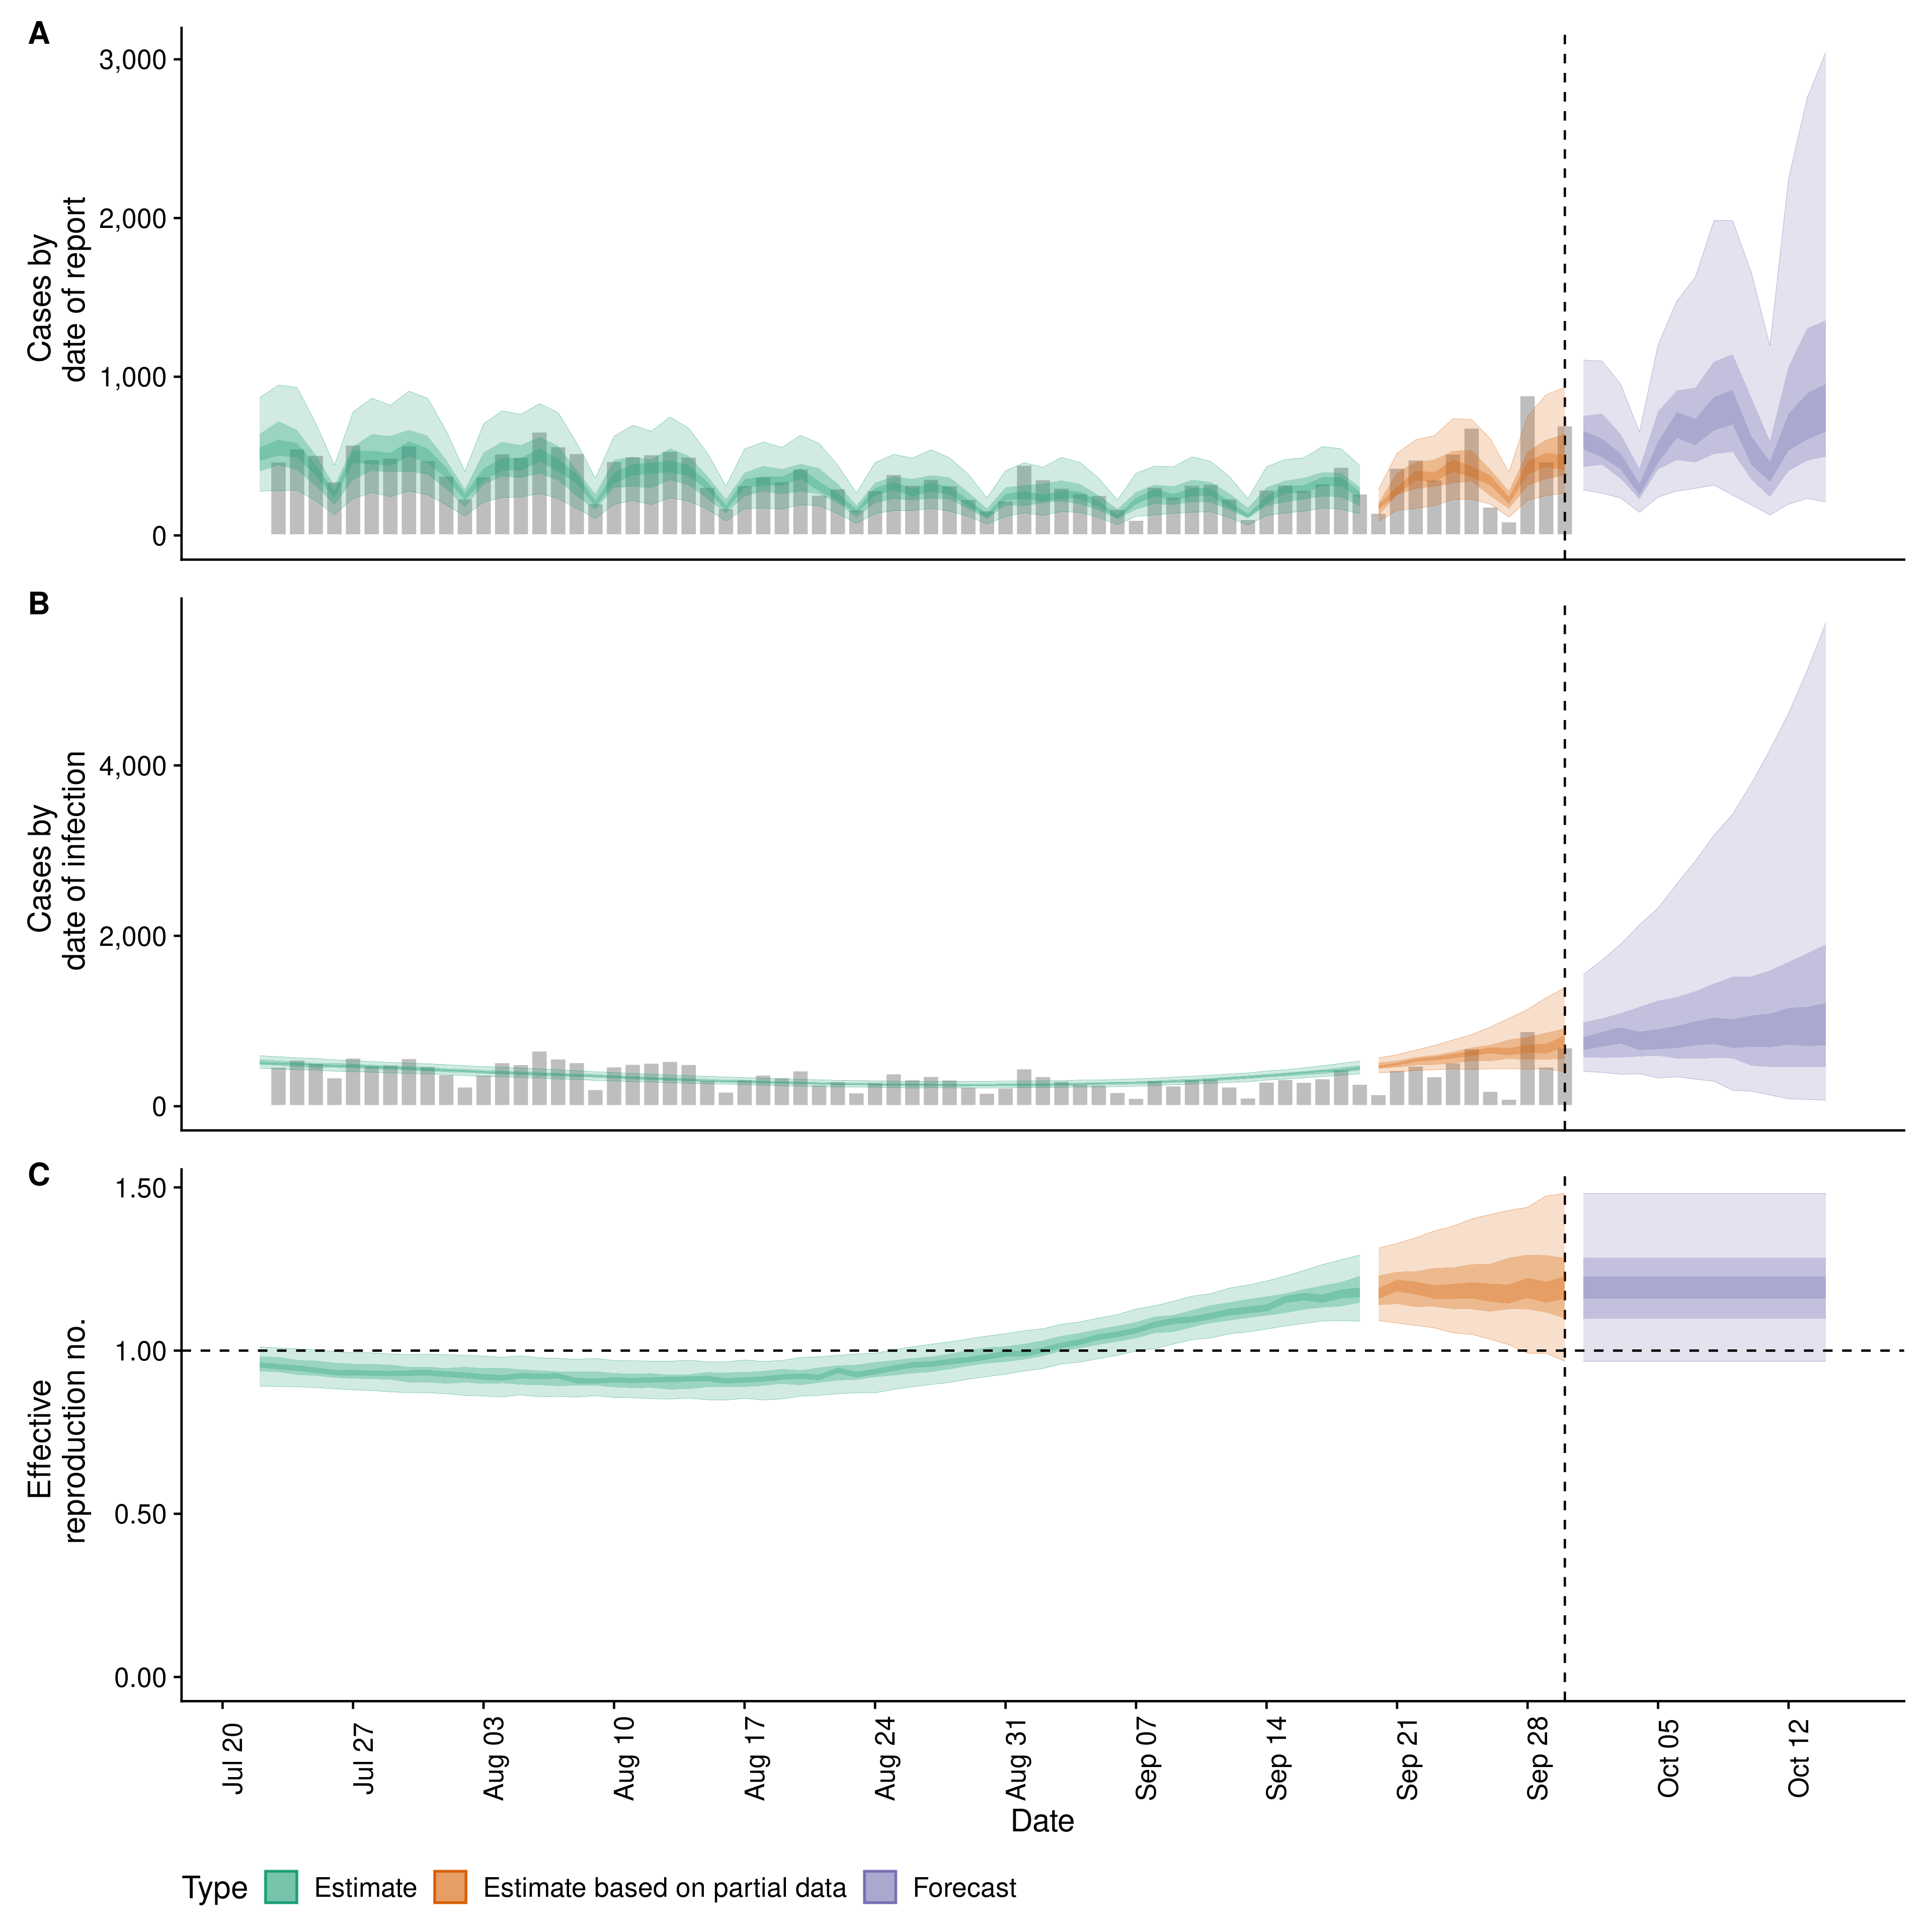 A
3,000
2,000
1,000
0
Cases by
date of report
B
4,000
2,000
0
Cases by
date of infection
C
1.50
1.00
0.50
0.00
Effective
reproduction no.
Jul 20
Jul 27
Aug 03
Aug 10
Aug 17
Aug 24
Aug 31
Sep 07
Sep 14
Sep 21
Sep 28
Oct 05
Oct 12
Date
Type Estimate Estimate based on partial data Forecast